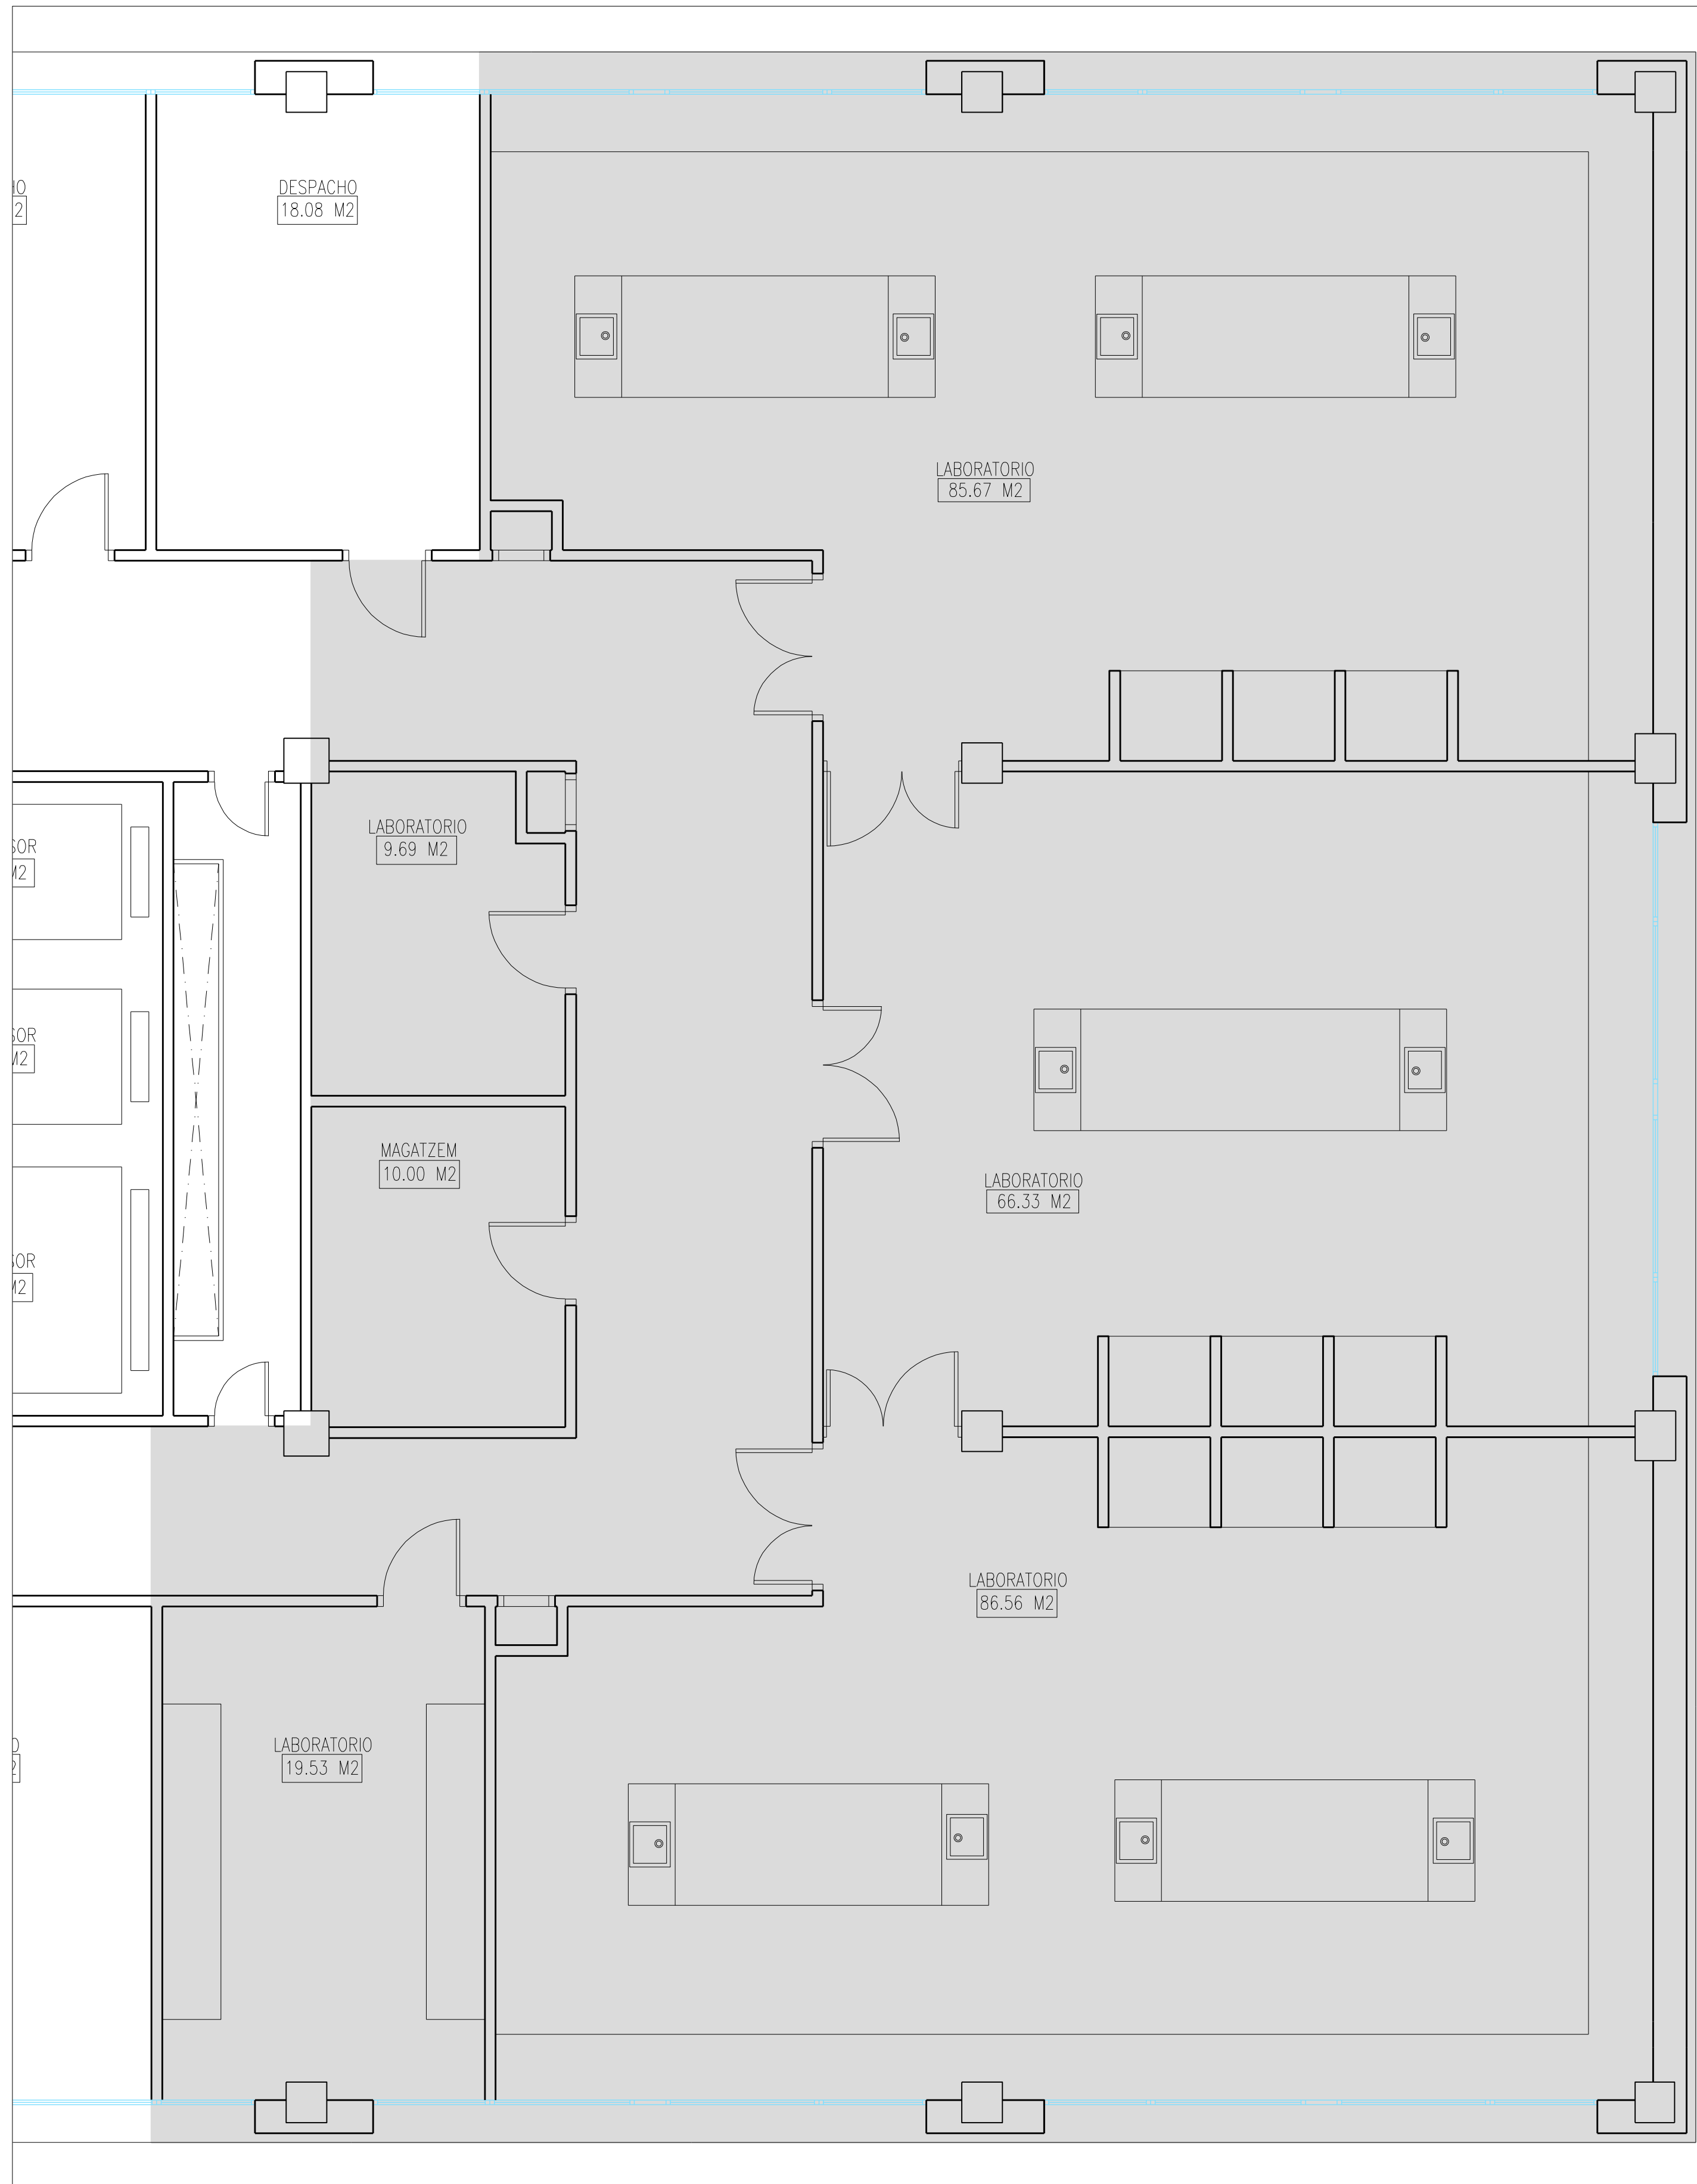 DESPACHO
18.08 M2
LABORATORIO
85.67 M2
LABORATORIO
9.69 M2
MAGATZEM
10.00 M2
LABORATORIO
66.33 M2
LABORATORIO
86.56 M2
LABORATORIO
19.53 M2